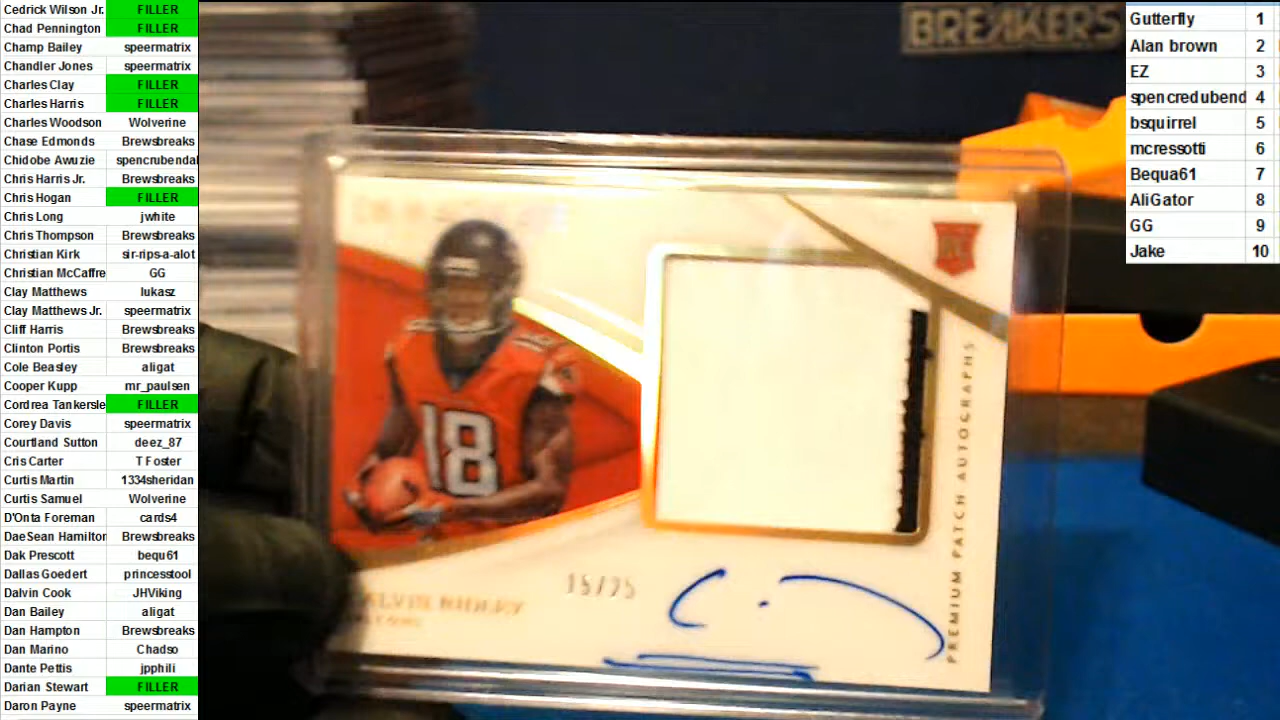 Cedrick Wilson Jr. FILLER
Chad Pennington FILLER
Champ Bailey speermatrix
Chandler Jones speermatrix
Charles Clay FILLER
Charles Harris FILLER
Charles Woodson Wolverine
Chase Edmonds Brewsbreaks
Chidobe Awuzie spencrubendal
Chris Harris Jr. Brewsbreaks
Chris Hogan FILLER
Chris Long jwhite
Chris Thompson Brewsbreaks
Christian Kirk sir-rips-a-alot
Christian McCaffre GG
Clay Matthews lukasz
Clay Matthews Jr. speermatrix
Cliff Harris Brewsbreaks
Clinton Portis Brewsbreaks
Cole Beasley aligat
Cooper Kupp mr_paulsen
Cordrea Tankersle FILLER
Corey Davis speermatrix
Courtland Sutton deez_87
Cris Carter T Foster
Curtis Martin 1334sheridan
Curtis Samuel Wolverine
D'Onta Foreman cards4
DaeSean Hamilton Brewsbreaks
Dak Prescott bequ61
Dallas Goedert princesstool
Dalvin Cook JHViking
Dan Bailey aligat
Dan Hampton Brewsbreaks
Dan Marino Chadso
Dante Pettis jpphili
Darian Stewart FILLER
Daron Payne speermatrix
BREAKERS
RC
18
PREMIUM PATCH AUTOGRAPHS
15/25
ALVIN RIDLEY
Gutterfly 1
Alan brown 2
EZ 3
spencredubend 4
bsquirrel 5
mcressotti 6
Bequa61 7
AliGator 8
GG 9
Jake 10